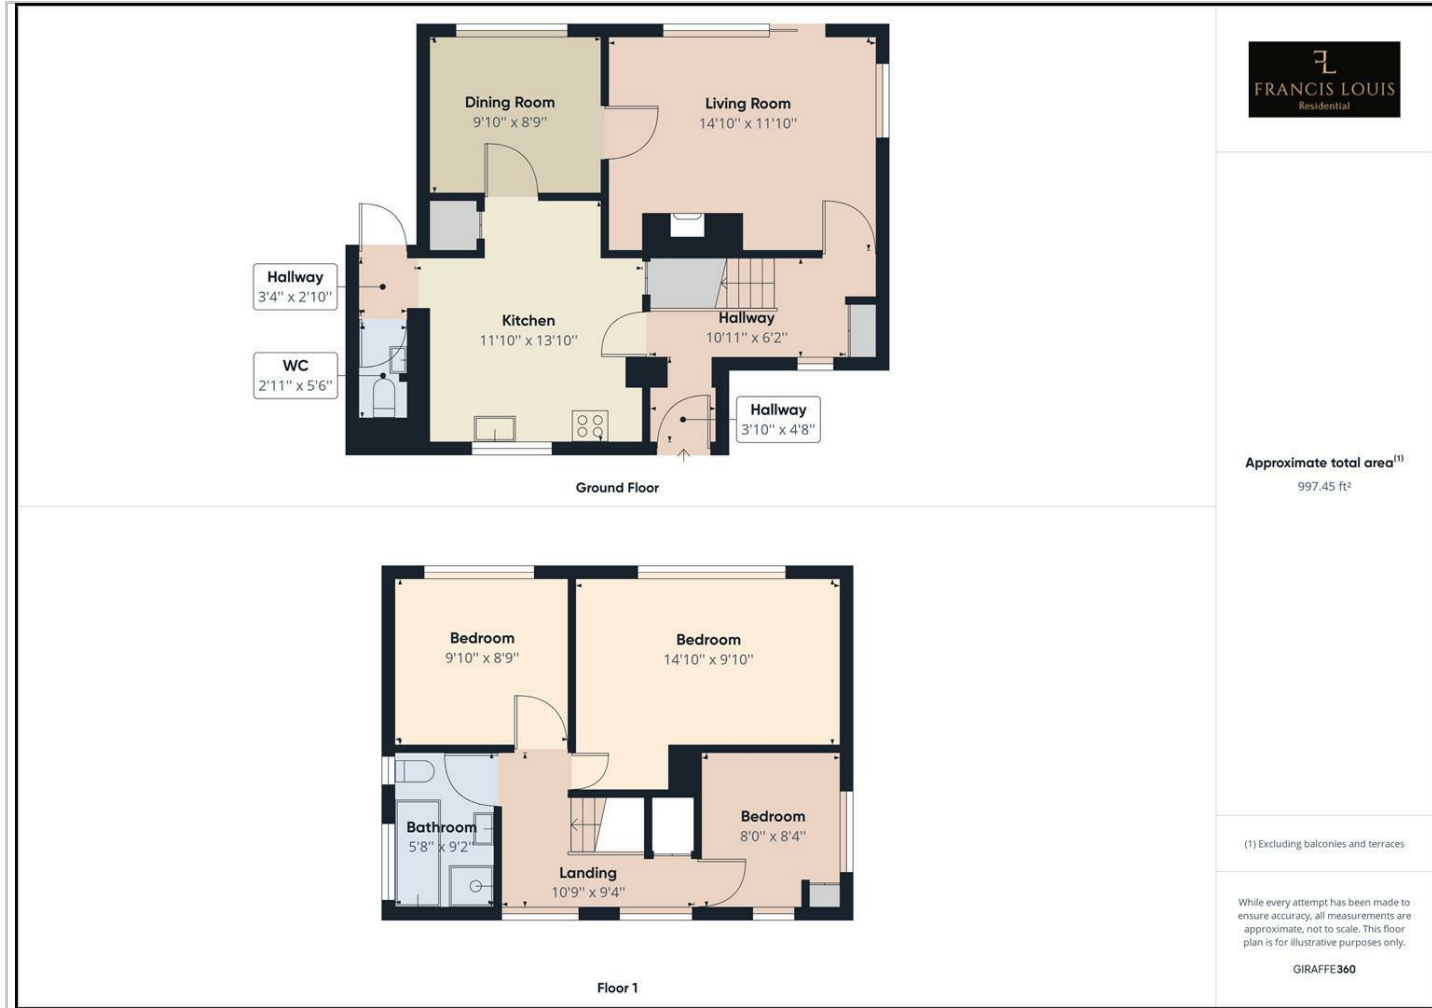 Dining Room
9'10" x 8'9"
Living Room
14'10" x 11'10"
Hallway
3'4" x 2'10"
Kitchen
11'10" x 13'10"
Hallway
10'11" x 6'2"
WC
2'11" x 5'6"
Hallway
3'10" x 4'8"
Ground Floor
Bedroom
9'10" x 8'9"
Bedroom
14'10" x 9'10"
Bathroom
5'8" x 9'2"
Bedroom
8'0" x 8'4"
Landing
10'9" x 9'4"
Floor 1
FL
FRANCIS LOUIS
Residential
Approximate total area(1)
997.45 ft²
(1) Excluding balconies and terraces
While every attempt has been made to
ensure accuracy, all measurements are
approximate, not to scale. This floor
plan is for illustrative purposes only.
GIRAFFE360